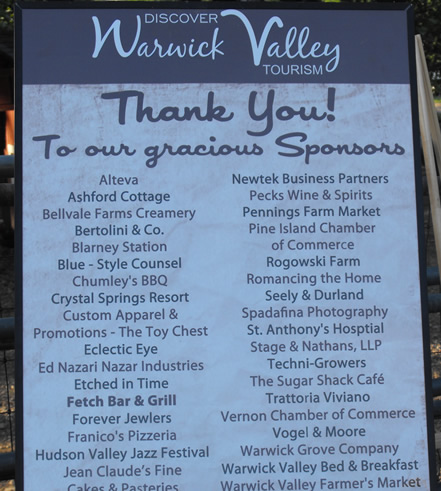 DISCOVER
Warwick Valley
TOURISM
Thank You!
To our gracious Sponsors
Alteva
Ashford Cottage
Bellvale Farms Creamery
Bertolini & Co.
Blarney Station
Blue - Style Counsel
Chumley's BBQ
Crystal Springs Resort
Custom Apparel &
Promotions - The Toy Chest
Eclectic Eye
Ed Nazari Nazar Industries
Etched in Time
Fetch Bar & Grill
Forever Jewlers
Franico's Pizzeria
Hudson Valley Jazz Festival
Jean Claude's Fine
Cakes & Pasteries
Newtek Business Partners
Pecks Wine & Spirits
Pennings Farm Market
Pine Island Chamber
of Commerce
Rogowski Farm
Romancing the Home
Seely & Durland
Spadafina Photography
St. Anthony's Hosptial
Stage & Nathans, LLP
Techni-Growers
The Sugar Shack Café
Trattoria Viviano
Vernon Chamber of Commerce
Vogel & Moore
Warwick Grove Company
Warwick Valley Bed & Breakfast
Warwick Valley Farmer's Market